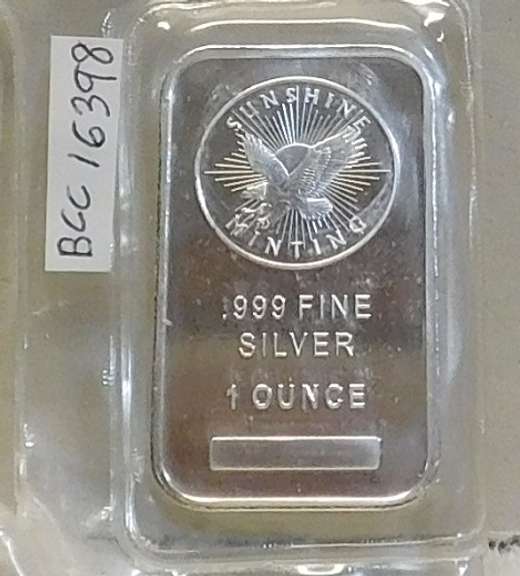 BCC 16398
SUNSHINE
MINTING
.999 FINE
SILVER
1 OUNCE